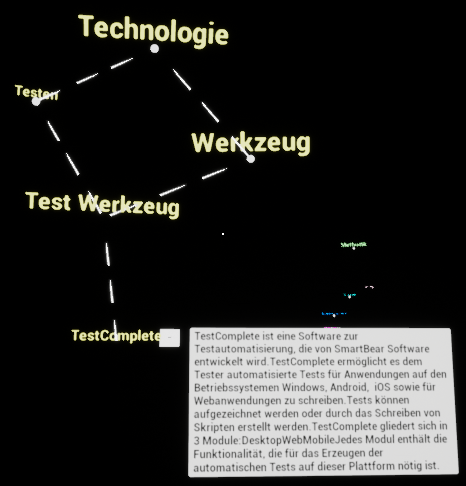 Technologie
Testen
Werkzeug
Test Werkzeug
TestComplete
TestComplete ist eine Software zur
Testautomatisierung, die von SmartBear Software
entwickelt wird.TestComplete ermöglicht es dem
Tester automatisierte Tests für Anwendungen auf den
Betriebssystemen Windows, Android, iOS sowie für
Webanwendungen zu schreiben.Tests können
aufgezeichnet werden oder durch das Schreiben von
Skripten erstellt werden.TestComplete gliedert sich in
3 Module:DesktopWebMobileJedes Modul enthält die
Funktionalität, die für das Erzeugen der
automatischen Tests auf dieser Plattform nötig ist.